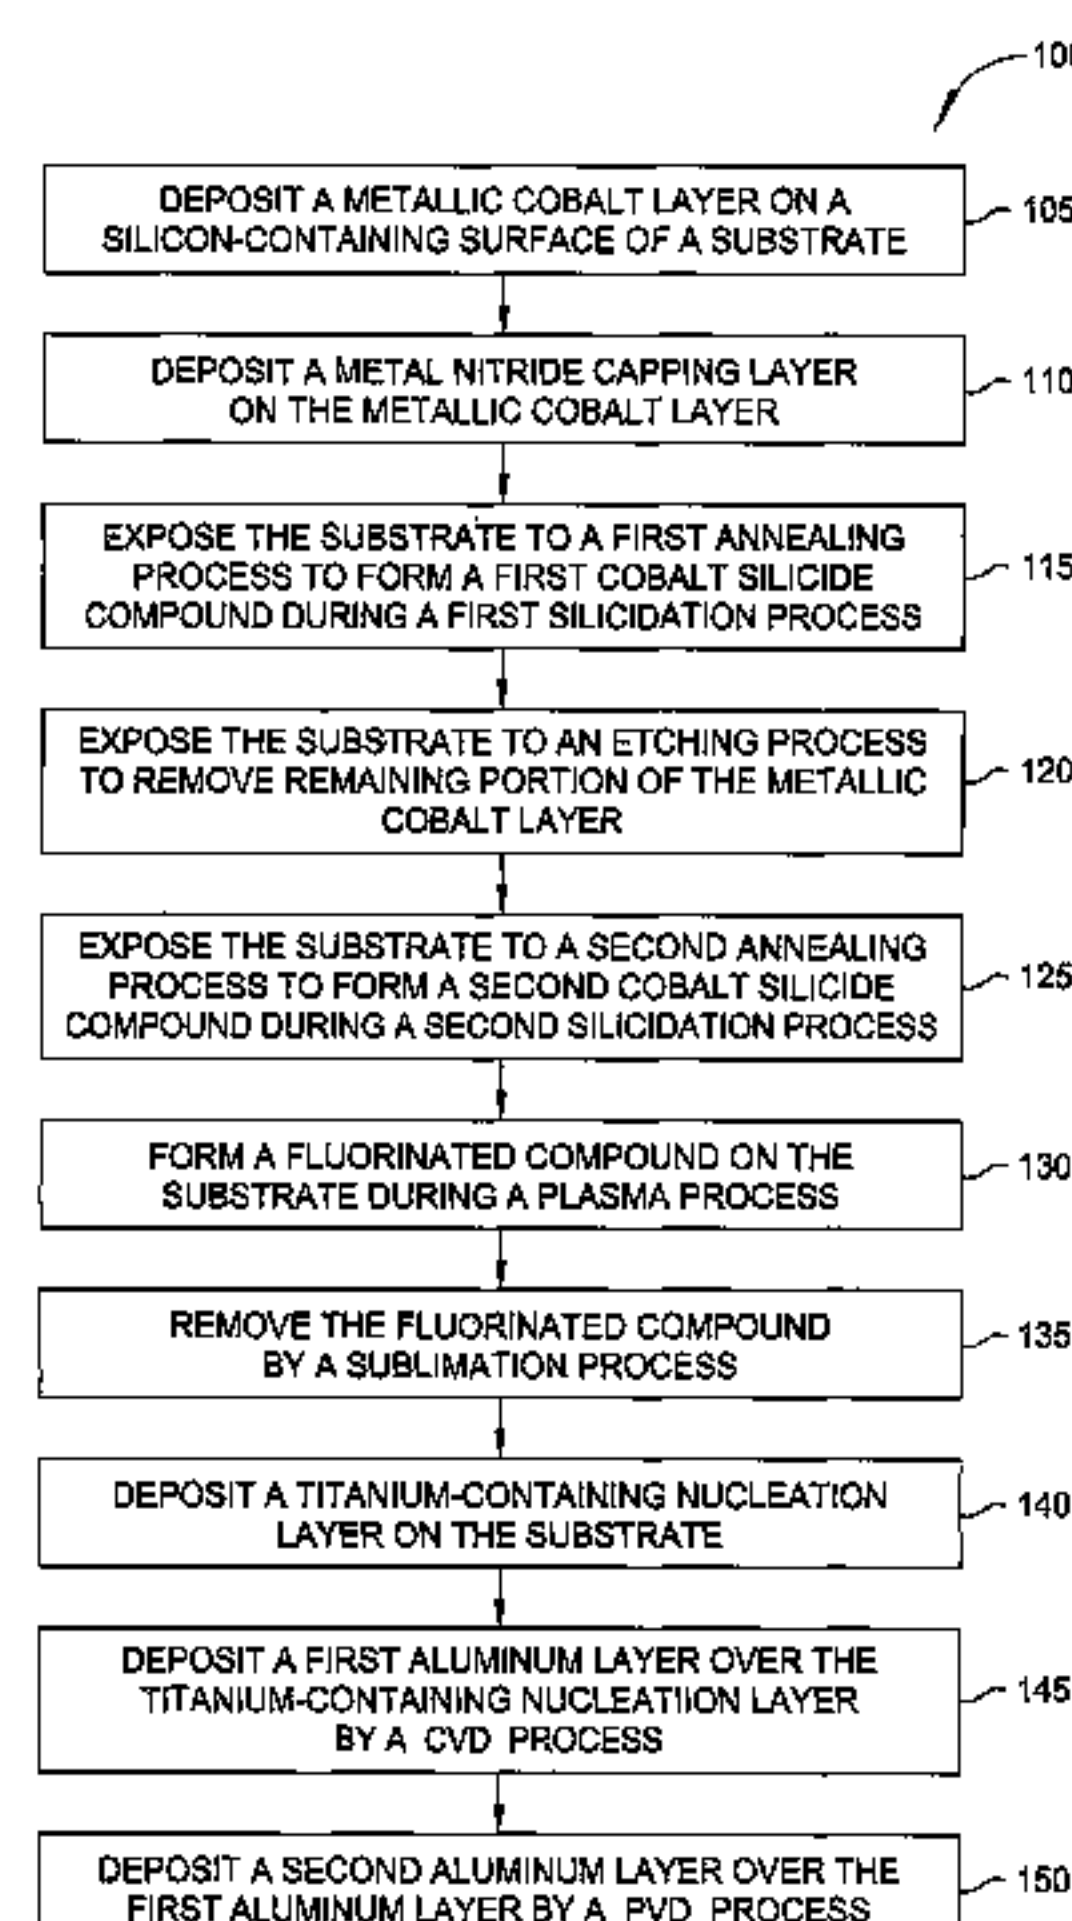 DEPOSIT A METALLIC COBALT LAYER ON A
SILICON-CONTAINING SURFACE OF A SUBSTRATE
105
DEPOSIT A METAL NITRIDE CAPPING LAYER
ON THE METALLIC COBALT LAYER
110
EXPOSE THE SUBSTRATE TO A FIRST ANNEALING
PROCESS TO FORM A FIRST COBALT SILICIDE
COMPOUND DURING A FIRST SILICIDATION PROCESS
115
EXPOSE THE SUBSTRATE TO AN ETCHING PROCESS
TO REMOVE REMAINING PORTION OF THE METALLIC
COBALT LAYER
120
EXPOSE THE SUBSTRATE TO A SECOND ANNEALING
PROCESS TO FORM A SECOND COBALT SILICIDE
COMPOUND DURING A SECOND SILICIDATION PROCESS
125
FORM A FLUORINATED COMPOUND ON THE
SUBSTRATE DURING A PLASMA PROCESS
130
REMOVE THE FLUORINATED COMPOUND
BY A SUBLIMATION PROCESS
135
DEPOSIT A TITANIUM-CONTAINING NUCLEATION
LAYER ON THE SUBSTRATE
140
DEPOSIT A FIRST ALUMINUM LAYER OVER THE
TITANIUM-CONTAINING NUCLEATIION LAYER
BY A CVD PROCESS
145
DEPOSIT A SECOND ALUMINUM LAYER OVER THE
FIRST ALUMINUM LAYER BY A PVD PROCESS
150